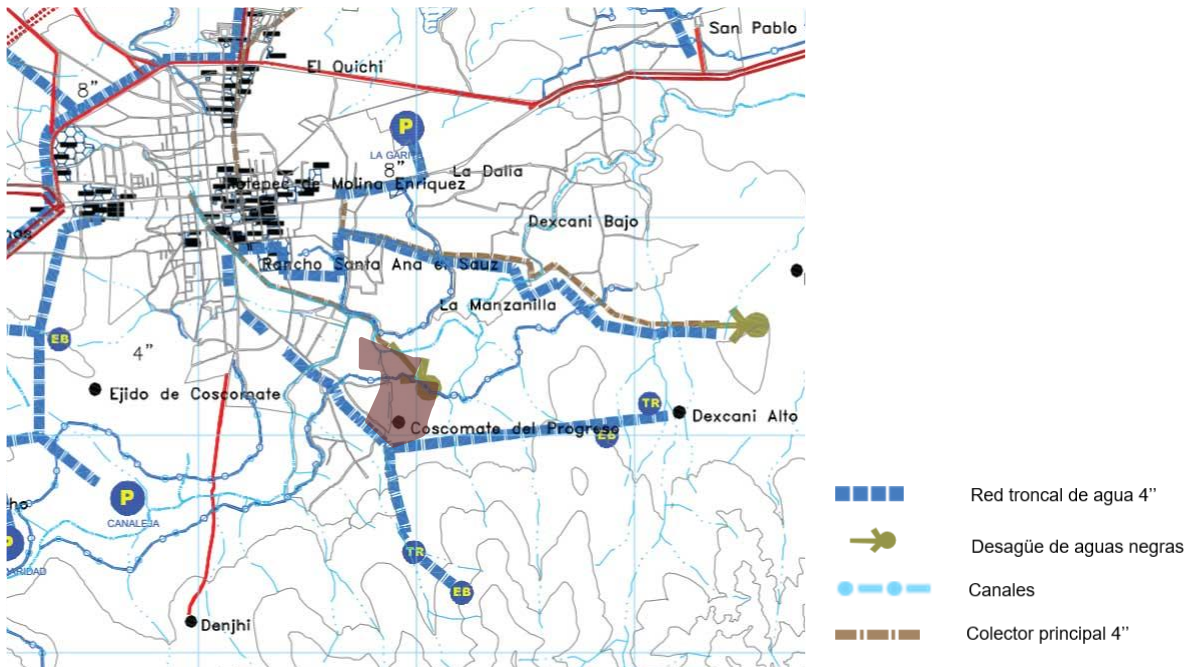 San Pablo
El Quichi
8"
P
LA GARITA
8"
La Dalia
Jilotepec de Molina Enriquez
Dexcani Bajo
Rancho Santa Ana el Sauz
La Manzanilla
EB
4"
Ejido de Coscomate
TR
Dexcani Alto
Coscomate del Progreso
EB
P
CANALEJA
TR
EB
Denjhi
Red troncal de agua 4''
Desagüe de aguas negras
Canales
Colector principal 4''